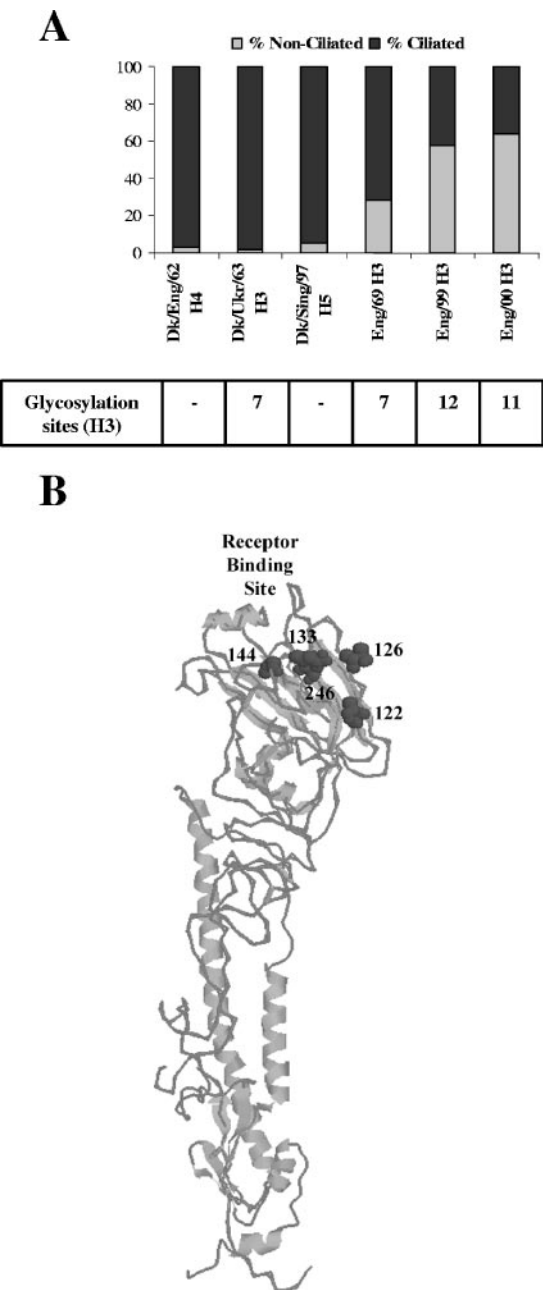 A
% Non-Ciliated % Ciliated
100
80
60
40
20
0
Dk/Eng/62
H4
Dk/Ukr/63
H3
Dk/Sing/97
H5
Eng/69 H3
Eng/99 H3
Eng/00 H3
Glycosylation
sites (H3)
- 7 - 7 12 11
B
Receptor
Binding
Site
133
144
126
246
122